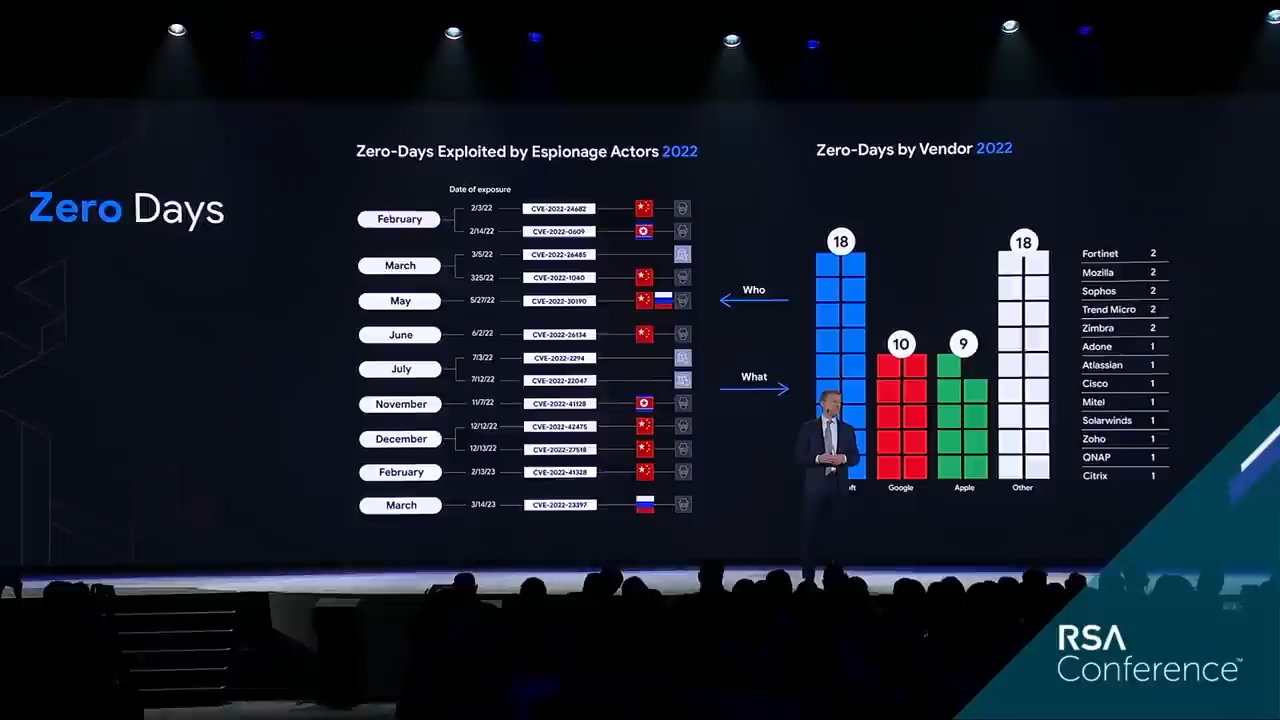 Zero Days
Zero-Days Exploited by Espionage Actors 2022
Date of exposure
February
2/3/22 CVE-2022-24682
2/14/22 CVE-2022-0609
March
3/5/22 CVE-2022-26485
325/22 CVE-2022-1040
May
5/27/22 CVE-2022-30190
June
6/2/22 CVE-2022-26134
July
7/3/22 CVE-2022-2294
7/12/22 CVE-2022-22047
November
11/7/22 CVE-2022-41128
December
12/12/22 CVE-2022-42475
12/13/22 CVE-2022-27518
February
2/13/23 CVE-2022-41328
March
3/14/23 CVE-2022-23397
Who
What
Zero-Days by Vendor 2022
18
10
9
18
ft
Google
Apple
Other
Fortinet 2
Mozilla 2
Sophos 2
Trend Micro 2
Zimbra 2
Adone 1
Atlassian 1
Cisco 1
Mitel 1
Solarwinds 1
Zoho 1
QNAP 1
Citrix 1
RSA
Conference™